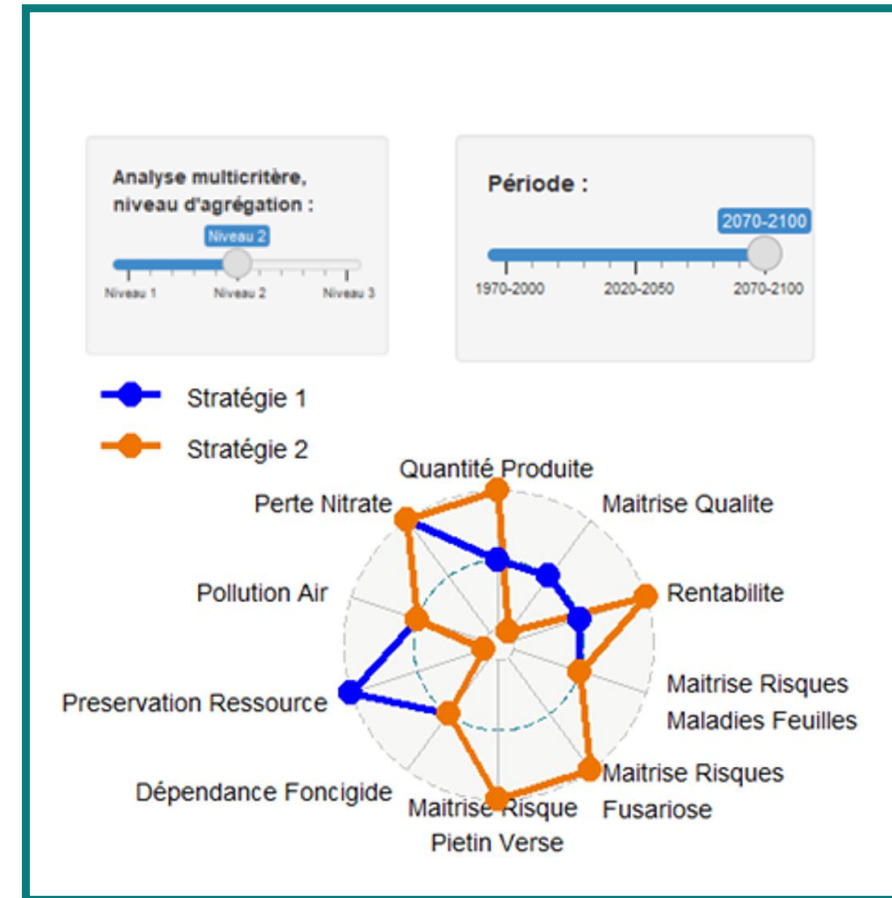 Analyse multicritère,
niveau d'agrégation :
Niveau 2
Niveau 1
Niveau 2
Niveau 3
Période :
2070-2100
1970-2000
2020-2050
2070-2100
Stratégie 1
Stratégie 2
Quantité Produite
Perte Nitrate
Maitrise Qualite
Pollution Air
Rentabilite
Preservation Ressource
Maitrise Risques
Maladies Feuilles
Dépendance Foncigide
Maitrise Risque
Pietin Verse
Maitrise Risques
Fusariose